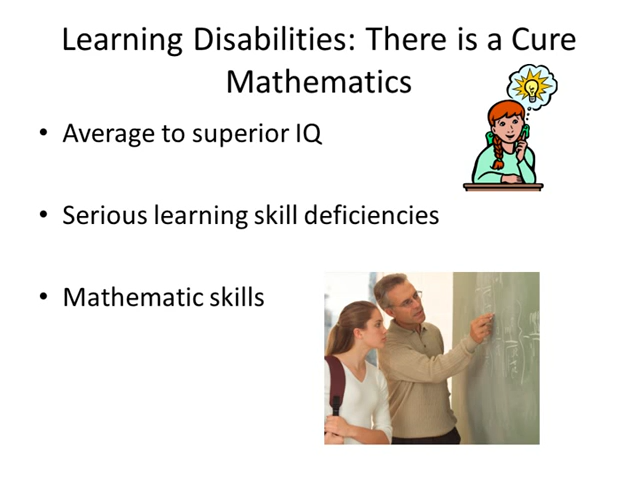 Learning Disabilities: There is a Cure
Mathematics
• Average to superior IQ
• Serious learning skill deficiencies
• Mathematic skills